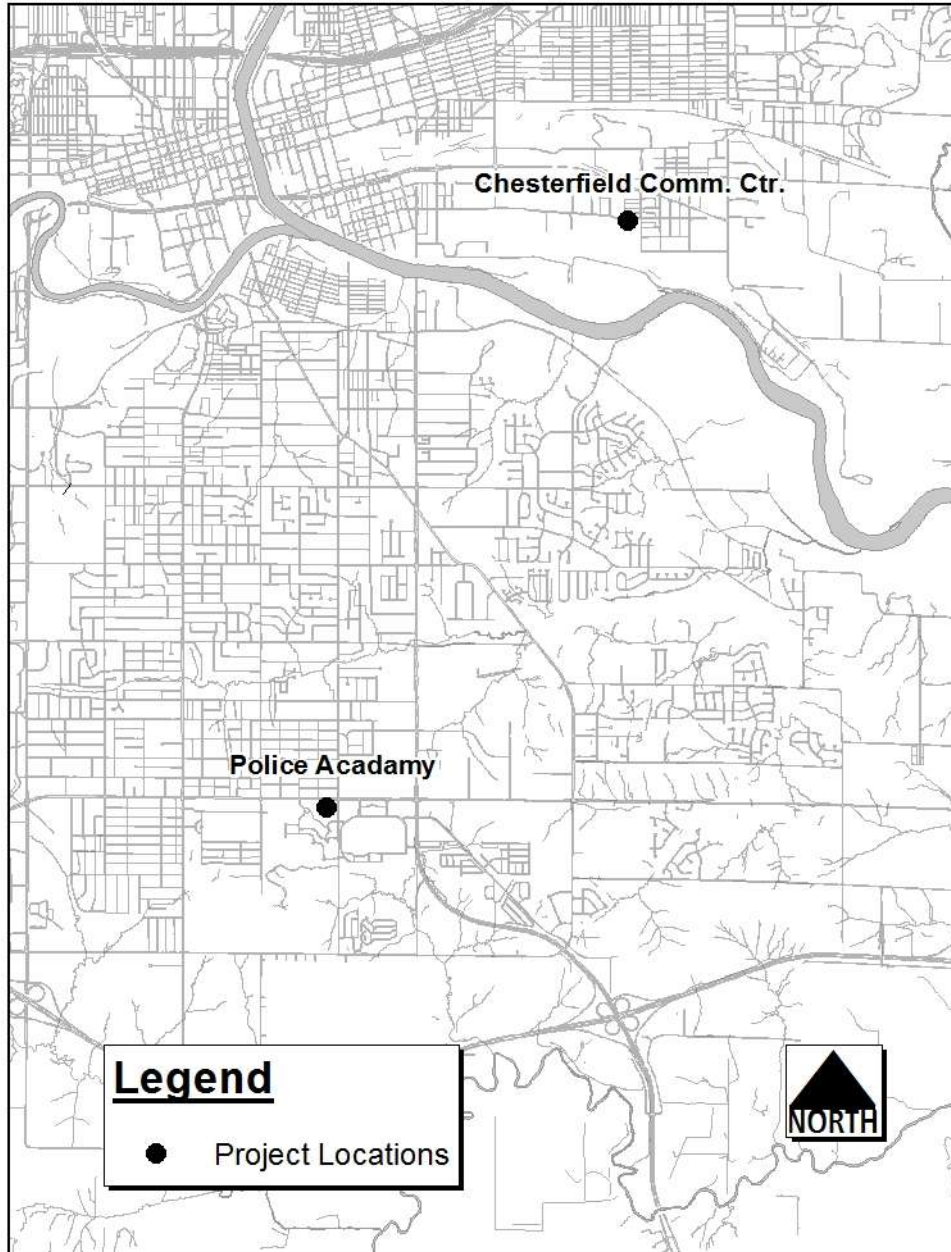 Chesterfield Comm. Ctr.
Police Acadamy
Legend
Project Locations
NORTH